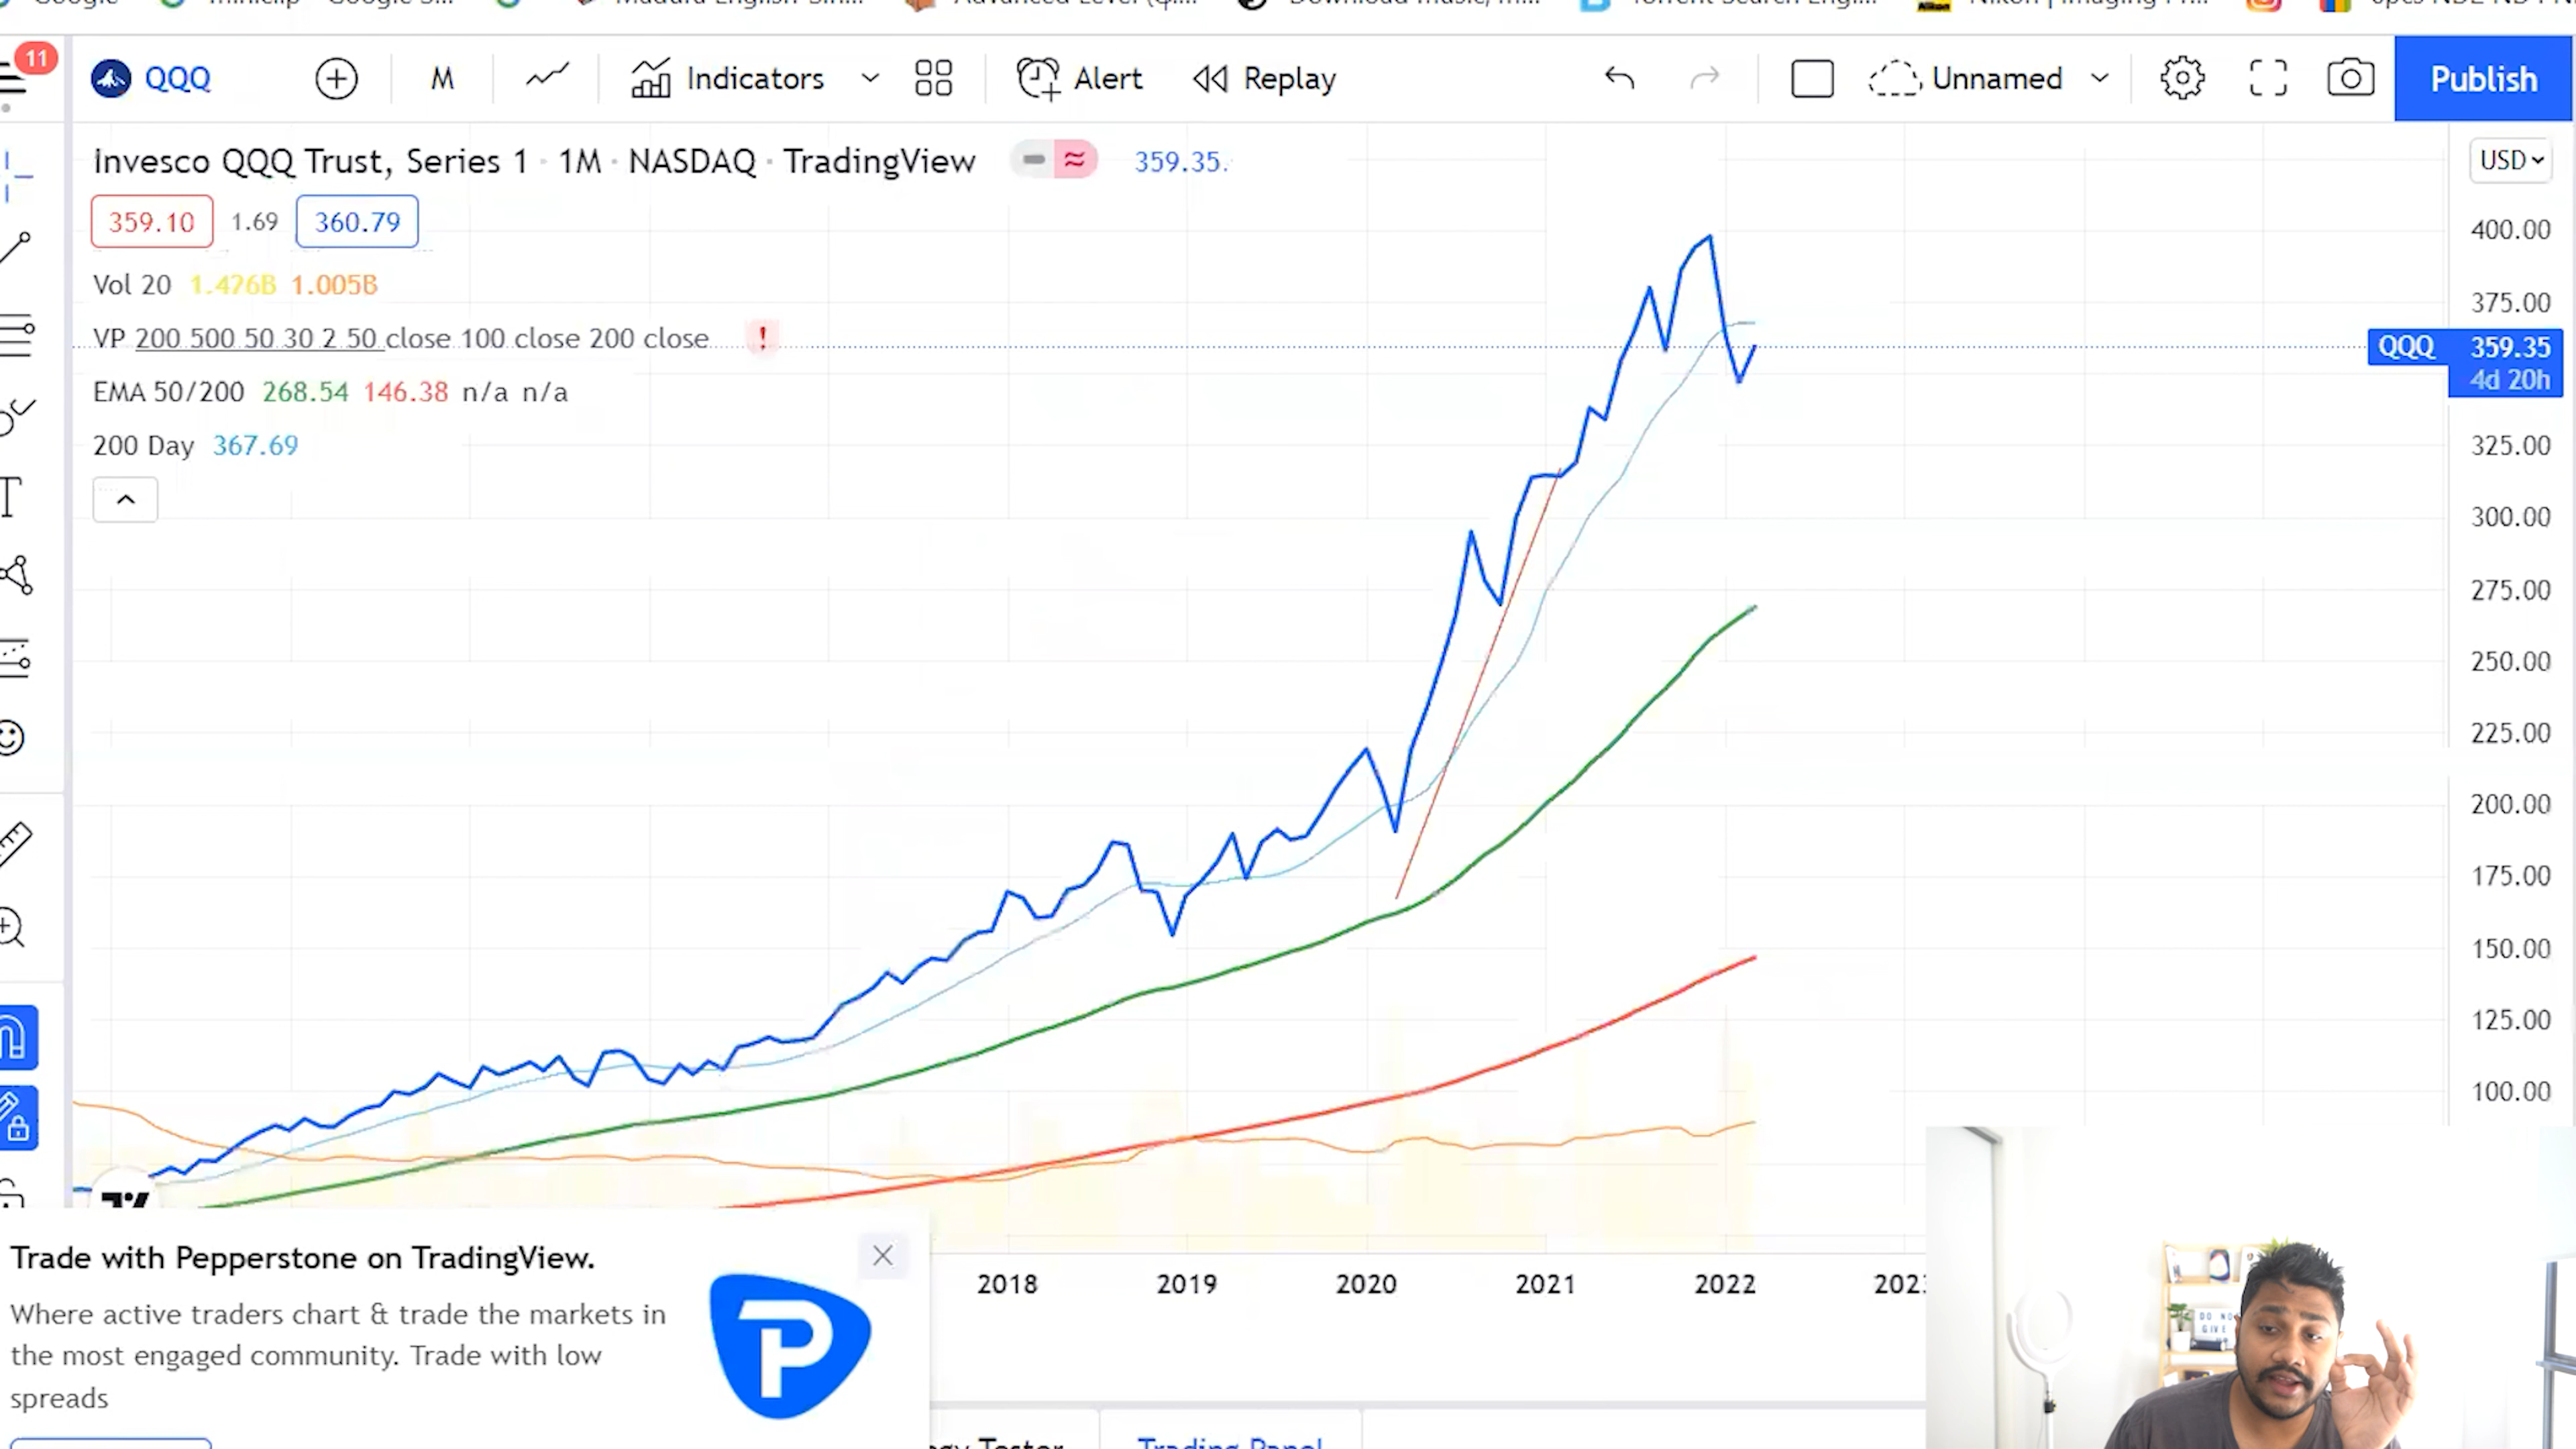 11
QQQ
M
Indicators
Alert
Replay
Unnamed
Publish
Invesco QQQ Trust, Series 1 · 1M · NASDAQ · TradingView
359.35
USD
359.10
1.69
360.79
Vol 20 1.476B 1.005B
VP 200 500 50 30 2 50 close 100 close 200 close
!
EMA 50/200 268.54 146.38 n/a n/a
200 Day 367.69
400.00
375.00
QQQ
359.35
4d 20h
325.00
300.00
275.00
250.00
225.00
200.00
175.00
150.00
125.00
100.00
2018
2019
2020
2021
2022
Trade with Pepperstone on TradingView.
Where active traders chart & trade the markets in
the most engaged community. Trade with low
spreads
Trading Panel
DO NO
GIVE